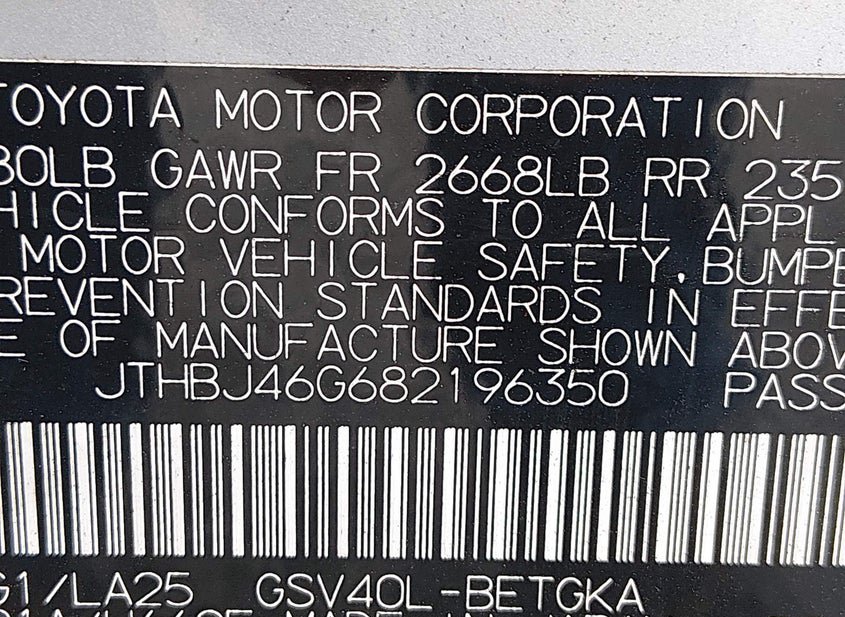 TOYOTA MOTOR CORPORATION
80LB GAWR FR 2668LB RR 235
HICLE CONFORMS TO ALL APPL
MOTOR VEHICLE SAFETY, BUMPE
REVENTION STANDARDS IN EFFE
E OF MANUFACTURE SHOWN ABOV
JTHBJ46G682196350 PASS
G1/LA25 GSV40L-BETGKA